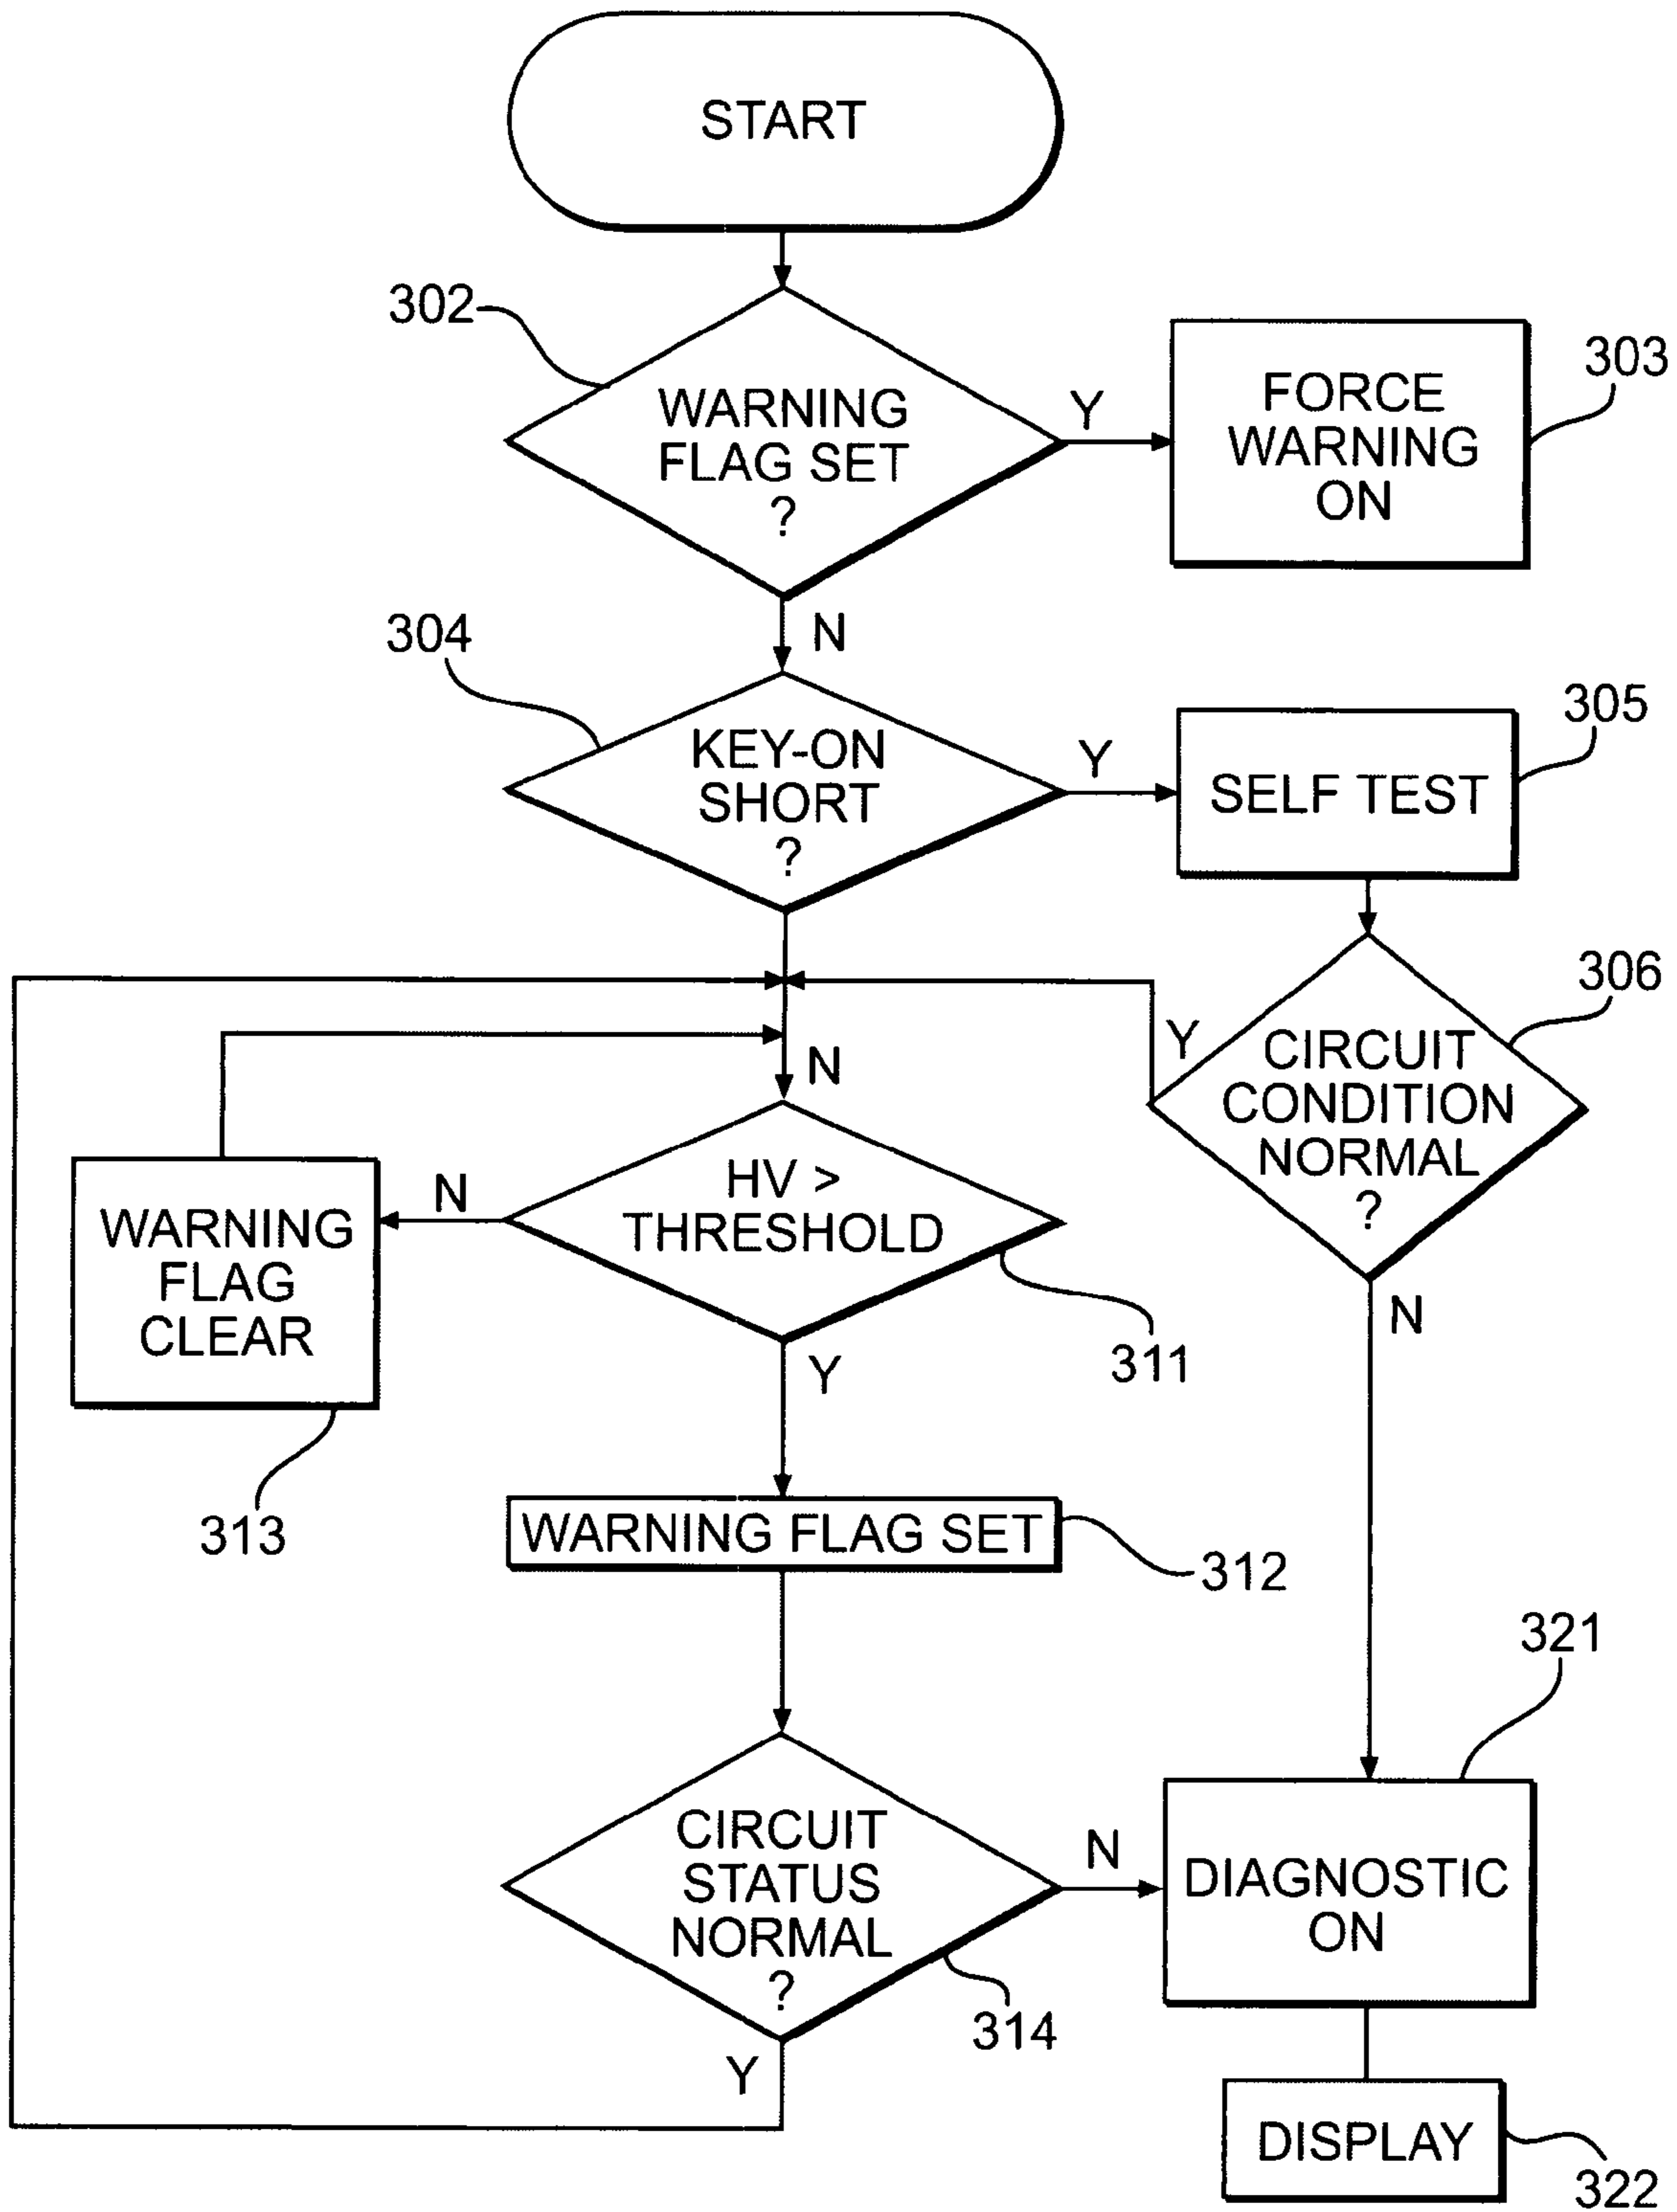 START
302
WARNING
FLAG SET
?
Y
FORCE
WARNING
ON
303
N
304
KEY-ON
SHORT
?
Y
SELF TEST
305
306
Y
CIRCUIT
CONDITION
NORMAL
?
N
N
HV >
THRESHOLD
311
N
WARNING
FLAG
CLEAR
313
Y
WARNING FLAG SET
312
321
CIRCUIT
STATUS
NORMAL
?
N
314
Y
DIAGNOSTIC
ON
DISPLAY
322